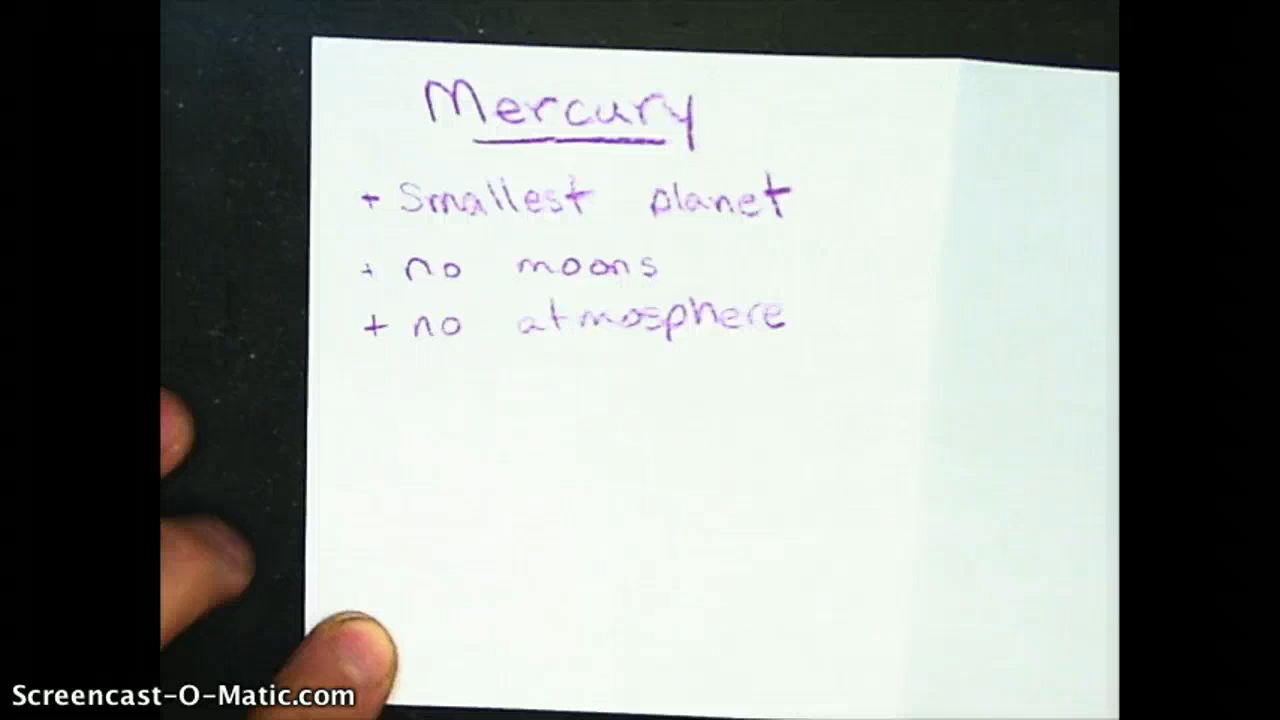 Mercury
+ Smallest planet
+ no moons
+ no atmosphere
Screencast-O-Matic.com